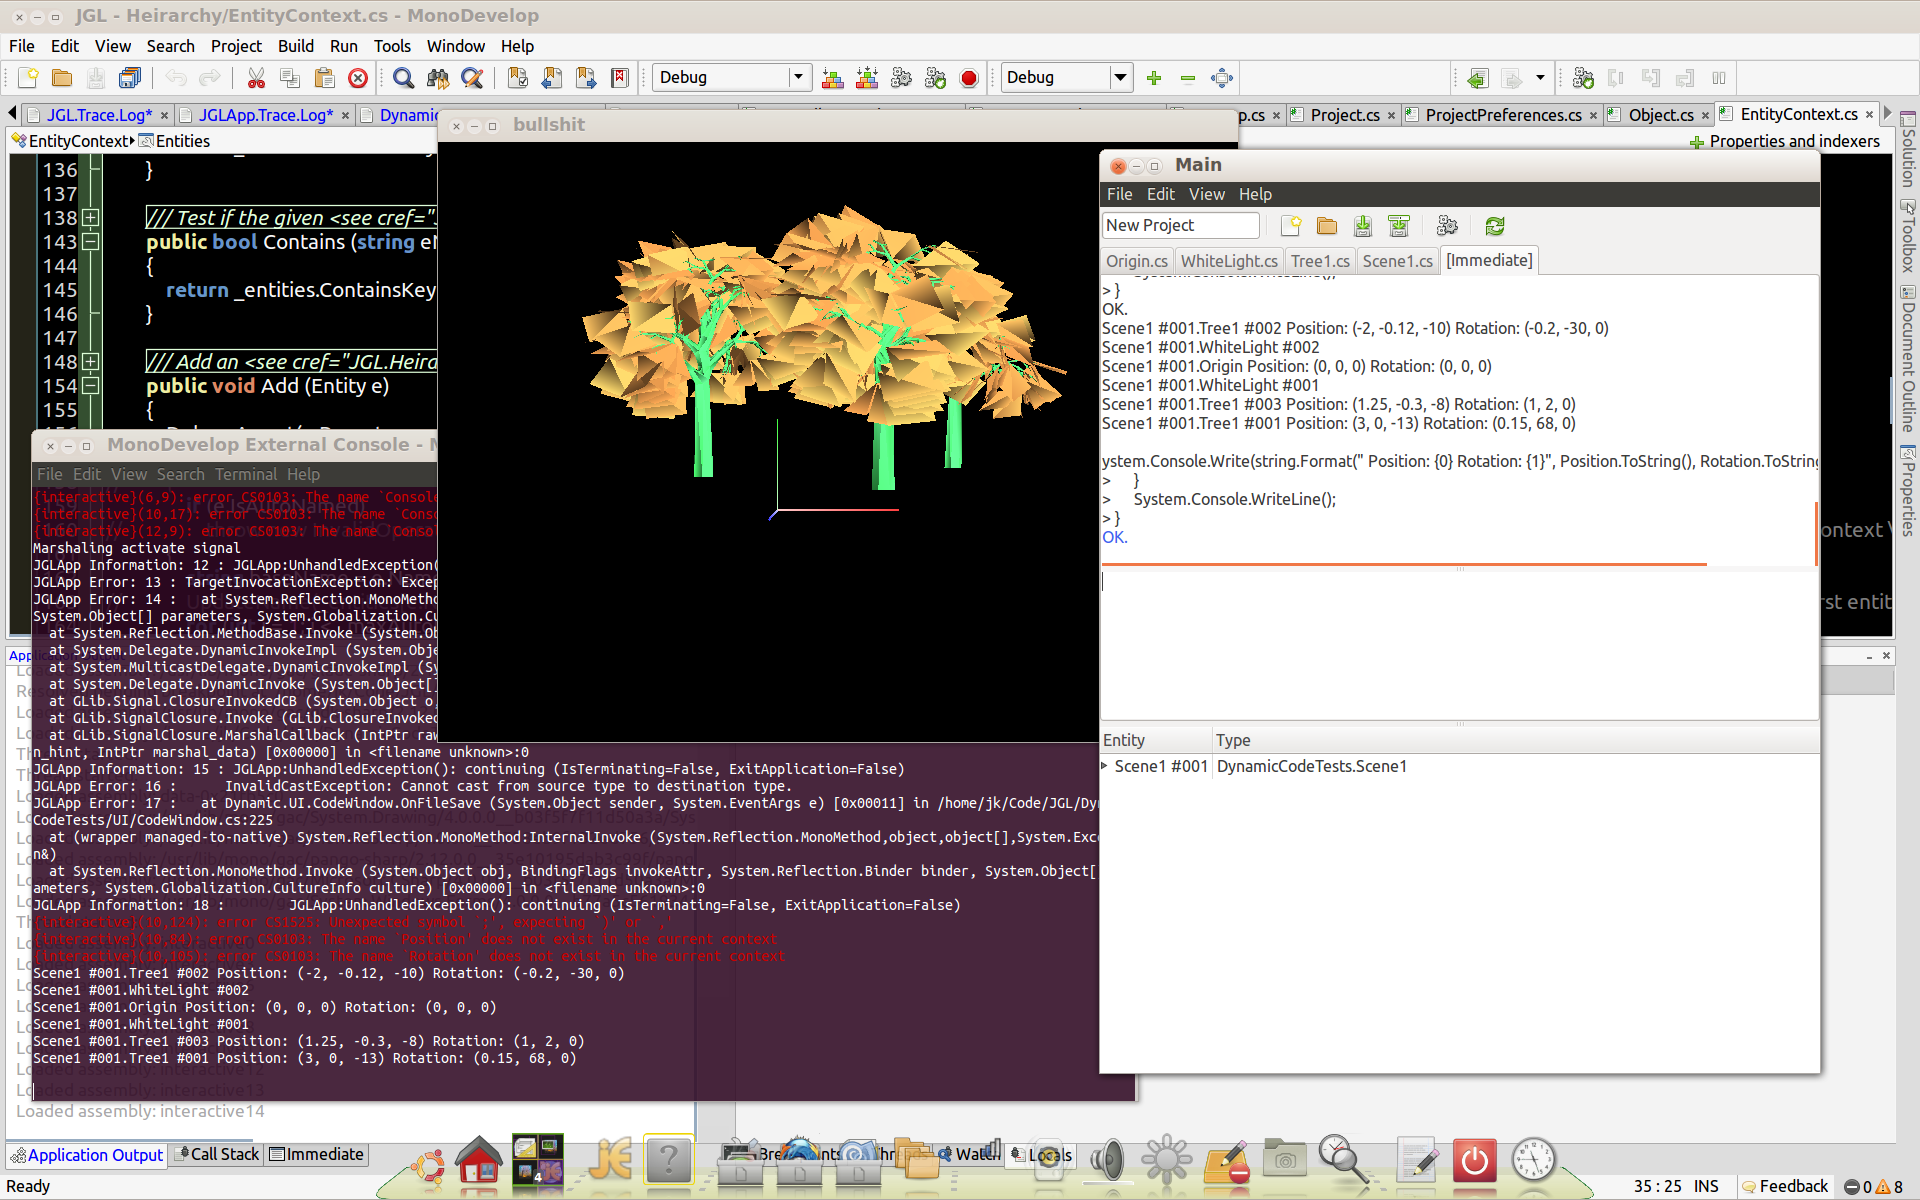 JGL - Heirarchy/EntityContext.cs - MonoDevelop
File Edit View Search Project Build Run Tools Window Help
Debug Debug
JGL.Trace.Log* JGLApp.Trace.Log* Dynamic
p.cs Project.cs ProjectPreferences.cs Object.cs EntityContext.cs
EntityContext Entities
Properties and indexers
136 }
137
138 /// Test if the given <see cref="J
143 public bool Contains (string eN
144 {
145 return _entities.ContainsKey
146 }
147
148 /// Add an <see cref="JGL.Heira
154 public void Add (Entity e)
155 {
bullshit
Main
File Edit View Help
New Project
Origin.cs WhiteLight.cs Tree1.cs Scene1.cs [Immediate]
> }
OK.
Scene1 #001.Tree1 #002 Position: (-2, -0.12, -10) Rotation: (-0.2, -30, 0)
Scene1 #001.WhiteLight #002
Scene1 #001.Origin Position: (0, 0, 0) Rotation: (0, 0, 0)
Scene1 #001.WhiteLight #001
Scene1 #001.Tree1 #003 Position: (1.25, -0.3, -8) Rotation: (1, 2, 0)
Scene1 #001.Tree1 #001 Position: (3, 0, -13) Rotation: (0.15, 68, 0)
ystem.Console.Write(string.Format(" Position: {0} Rotation: {1}", Position.ToString(), Rotation.ToString
> }
> System.Console.WriteLine();
> }
OK.
Entity Type
Scene1 #001 DynamicCodeTests.Scene1
Solution
Toolbox
Document Outline
Properties
ontext
rst entit
MonoDevelop External Console - M
File Edit View Search Terminal Help
{interactive}(6,9): error CS0103: The name `Console
{interactive}(10,17): error CS0103: The name `Conso
{interactive}(12,9): error CS0103: The name `Consol
Marshaling activate signal
JGLApp Information: 12 : JGLApp:UnhandledException(
JGLApp Error: 13 : TargetInvocationException: Excep
JGLApp Error: 14 :   at System.Reflection.MonoMetho
System.Object[] parameters, System.Globalization.Cu
at System.Reflection.MethodBase.Invoke (System.Ob
at System.Delegate.DynamicInvokeImpl (System.Obje
at System.MulticastDelegate.DynamicInvokeImpl (Sy
at System.Delegate.DynamicInvoke (System.Object[]
at GLib.Signal.ClosureInvokedCB (System.Object o,
at GLib.SignalClosure.Invoke (GLib.ClosureInvoked
at GLib.SignalClosure.MarshalCallback (IntPtr raw
n_hint, IntPtr marshal_data) [0x00000] in <filename unknown>:0
JGLApp Information: 15 : JGLApp:UnhandledException(): continuing (IsTerminating=False, ExitApplication=False)
JGLApp Error: 16 :       InvalidCastException: Cannot cast from source type to destination type.
JGLApp Error: 17 :   at Dynamic.UI.CodeWindow.OnFileSave (System.Object sender, System.EventArgs e) [0x00011] in /home/jk/Code/JGL/Dyn
CodeTests/UI/CodeWindow.cs:225
at (wrapper managed-to-native) System.Reflection.MonoMethod:InternalInvoke (System.Reflection.MonoMethod,object,object[],System.Exce
n&)
at System.Reflection.MonoMethod.Invoke (System.Object obj, BindingFlags invokeAttr, System.Reflection.Binder binder, System.Object[
ameters, System.Globalization.CultureInfo culture) [0x00000] in <filename unknown>:0
JGLApp Information: 18 :       JGLApp:UnhandledException(): continuing (IsTerminating=False, ExitApplication=False)
{interactive}(10,124): error CS1525: Unexpected symbol `;', expecting `)' or `,'
{interactive}(10,84): error CS0103: The name `Position' does not exist in the current context
{interactive}(10,105): error CS0103: The name `Rotation' does not exist in the current context
Scene1 #001.Tree1 #002 Position: (-2, -0.12, -10) Rotation: (-0.2, -30, 0)
Scene1 #001.WhiteLight #002
Scene1 #001.Origin Position: (0, 0, 0) Rotation: (0, 0, 0)
Scene1 #001.WhiteLight #001
Scene1 #001.Tree1 #003 Position: (1.25, -0.3, -8) Rotation: (1, 2, 0)
Scene1 #001.Tree1 #001 Position: (3, 0, -13) Rotation: (0.15, 68, 0)
Loaded assembly: interactive12
Loaded assembly: interactive13
Loaded assembly: interactive14
Application Output Call Stack Immediate Watch Locals
4
Ready
35 : 25 INS Feedback 0 8